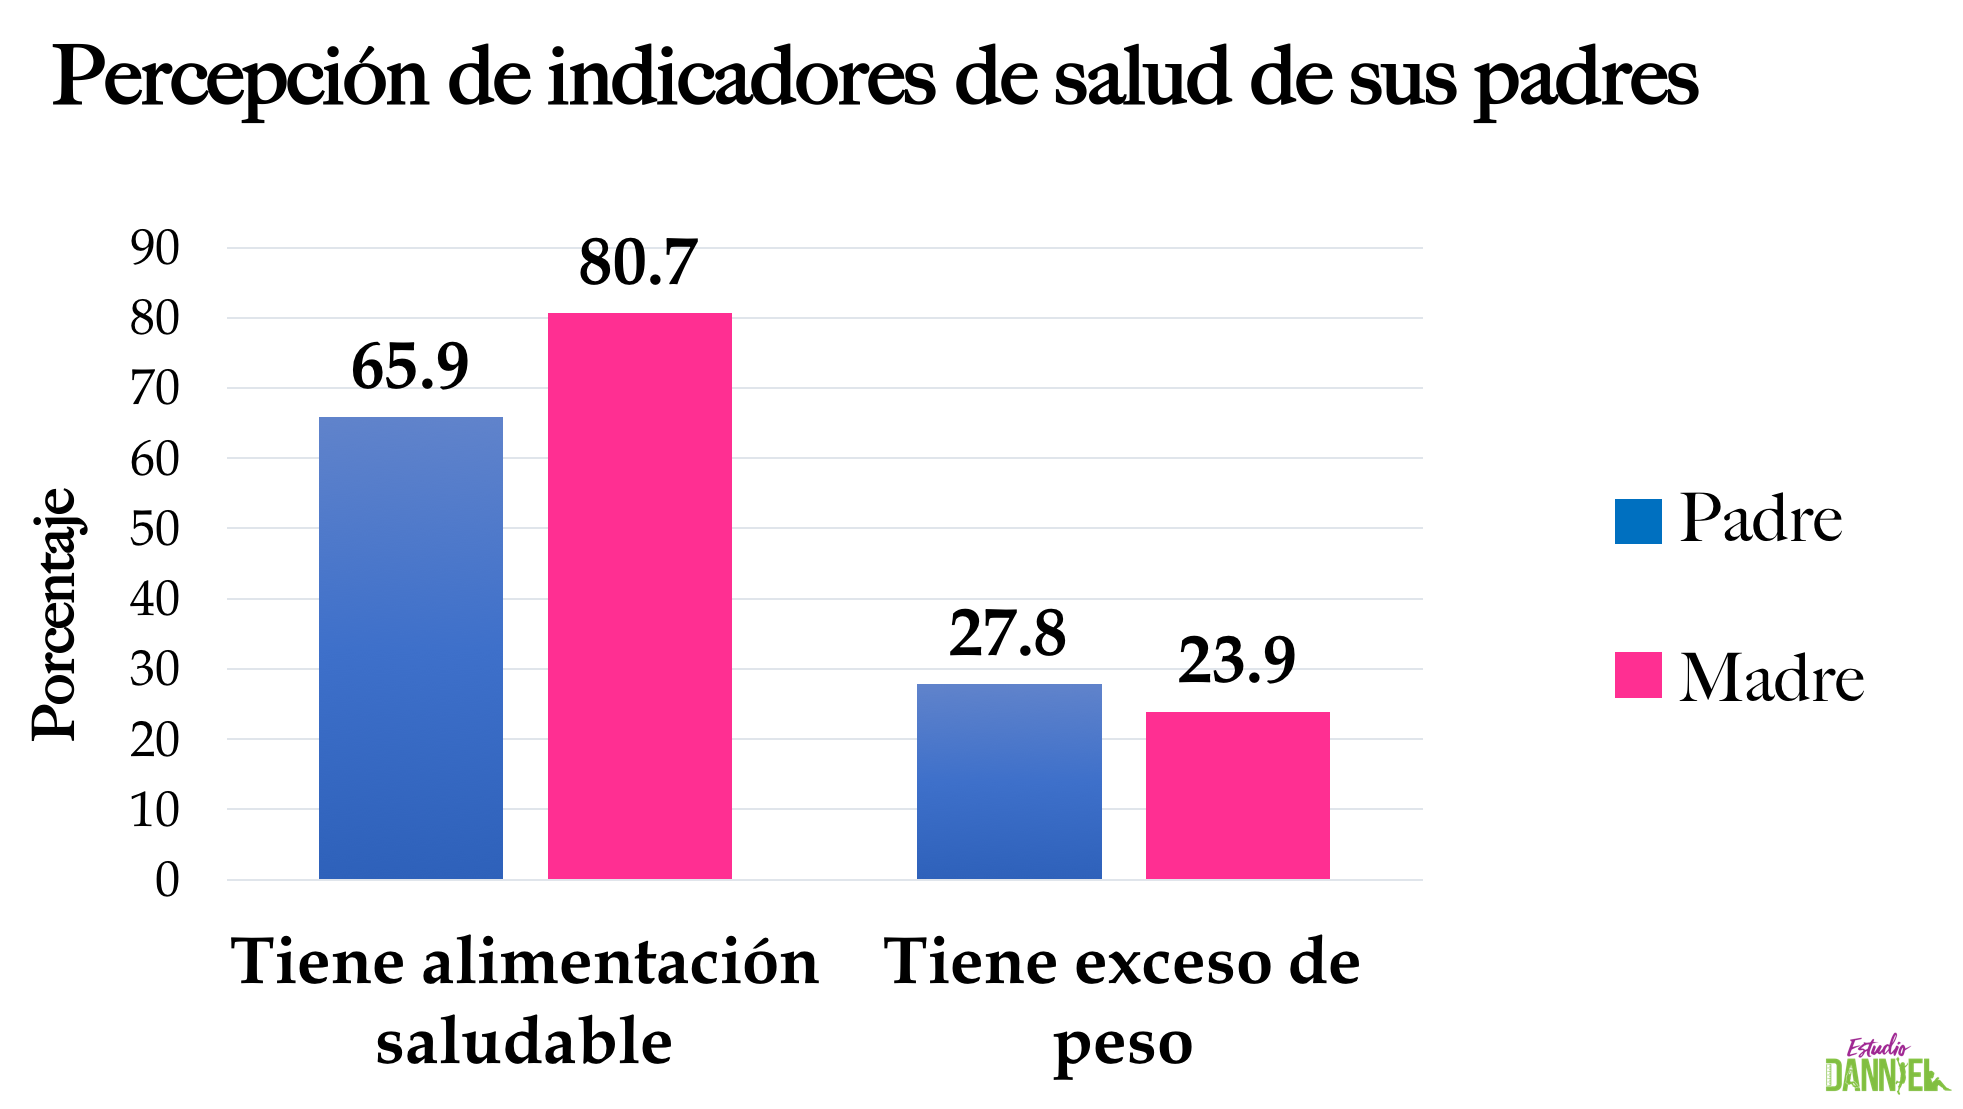 Percepción de indicadores de salud de sus padres
Porcentaje
90
80
70
60
50
40
30
20
10
0
65.9
80.7
27.8
23.9
Tiene alimentación
saludable
Tiene exceso de
peso
Padre
Madre
Estudio
DANNIEL